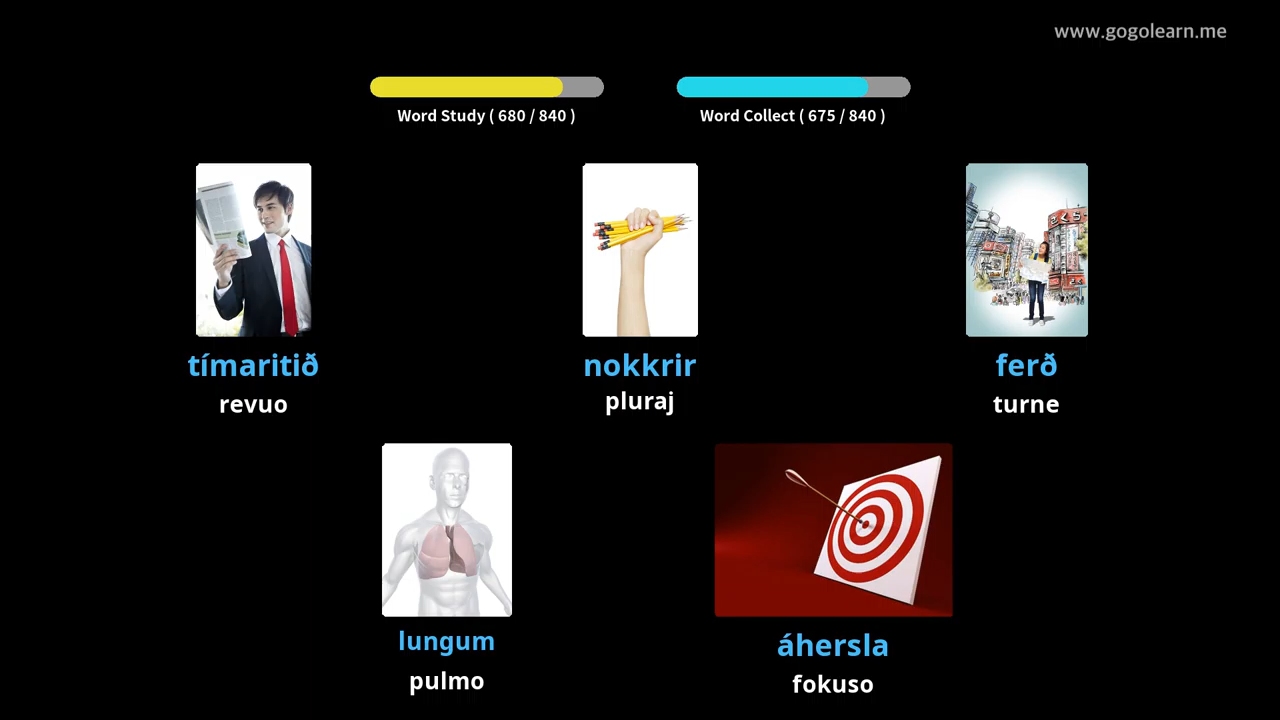 www.gogolearn.me
Word Study ( 680 / 840 )
Word Collect ( 675 / 840 )
tímaritið
revuo
nokkrir
pluraj
ferð
turne
lungum
pulmo
áhersla
fokuso